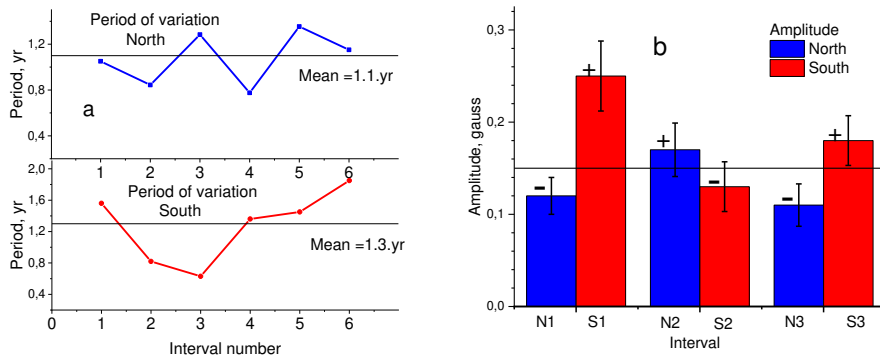 Period of variation
North
Mean =1.1.yr
a
Period, yr
1,2
0,8
0,4
1 2 3 4 5 6
Period of variation
South
Mean =1.3.yr
Period, yr
2,0
1,6
1,2
0,8
0,4
0 1 2 3 4 5 6
Interval number
b
Amplitude
North
South
Amplitude, gauss
0,3
0,2
0,1
0,0
- + + - - +
N1 S1 N2 S2 N3 S3
Interval